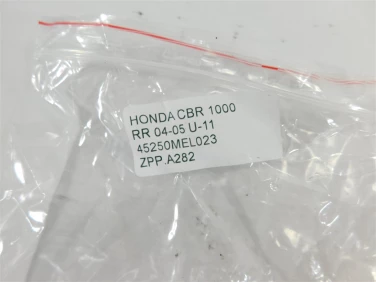 HONDA CBR 1000
RR 04-05 U-11
45250MEL023
ZPP.A282